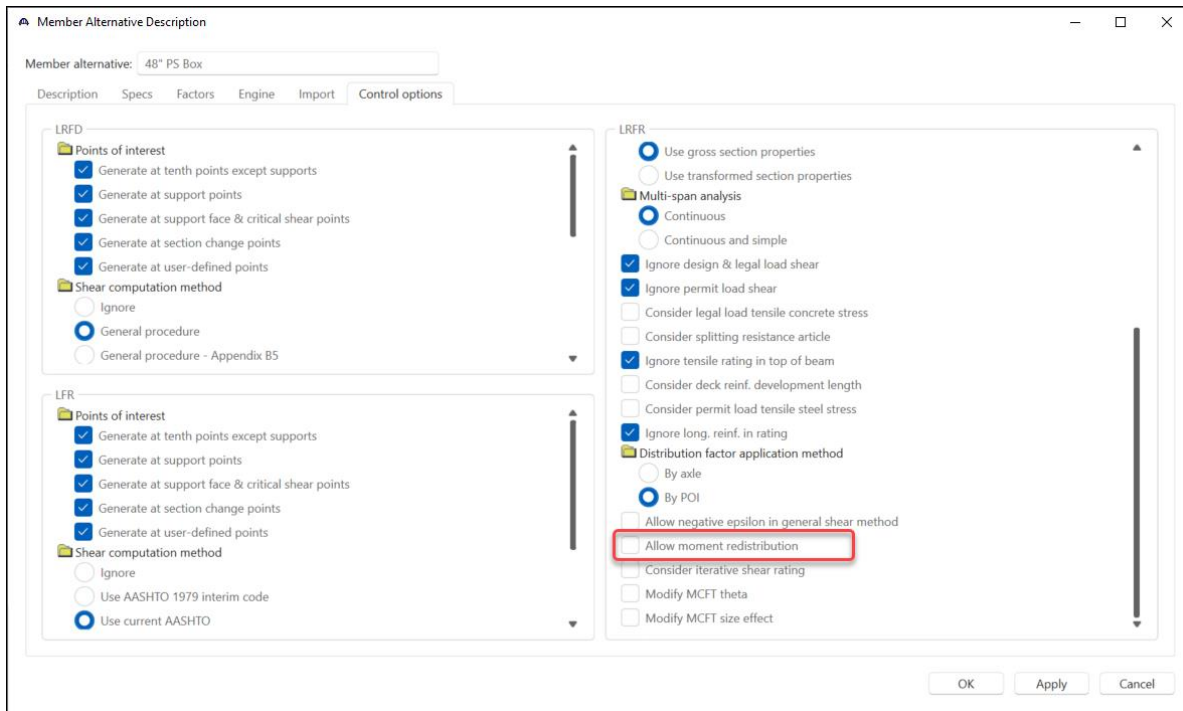 Member Alternative Description
Member alternative: 48" PS Box
Description Specs Factors Engine Import Control options
LRFD
Points of interest
Generate at tenth points except supports
Generate at support points
Generate at support face & critical shear points
Generate at section change points
Generate at user-defined points
Shear computation method
Ignore
General procedure
General procedure - Appendix B5
LFR
Points of interest
Generate at tenth points except supports
Generate at support points
Generate at support face & critical shear points
Generate at section change points
Generate at user-defined points
Shear computation method
Ignore
Use AASHTO 1979 interim code
Use current AASHTO
LRFR
Use gross section properties
Use transformed section properties
Multi-span analysis
Continuous
Continuous and simple
Ignore design & legal load shear
Ignore permit load shear
Consider legal load tensile concrete stress
Consider splitting resistance article
Ignore tensile rating in top of beam
Consider deck reinf. development length
Consider permit load tensile steel stress
Ignore long. reinf. in rating
Distribution factor application method
By axle
By POI
Allow negative epsilon in general shear method
Allow moment redistribution
Consider iterative shear rating
Modify MCFT theta
Modify MCFT size effect
OK Apply Cancel